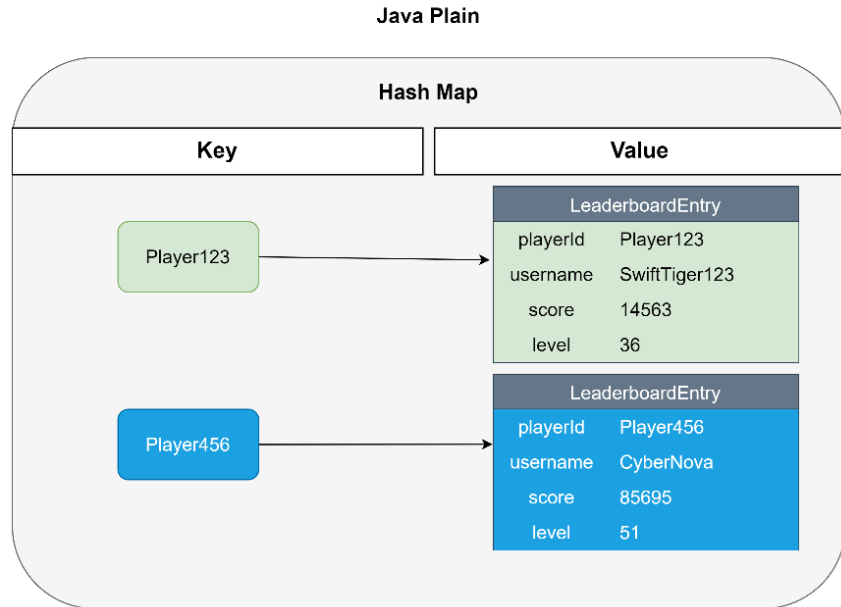 Java Plain
Hash Map
Key Value
Player123
LeaderboardEntry
playerId Player123
username SwiftTiger123
score 14563
level 36
Player456
LeaderboardEntry
playerId Player456
username CyberNova
score 85695
level 51